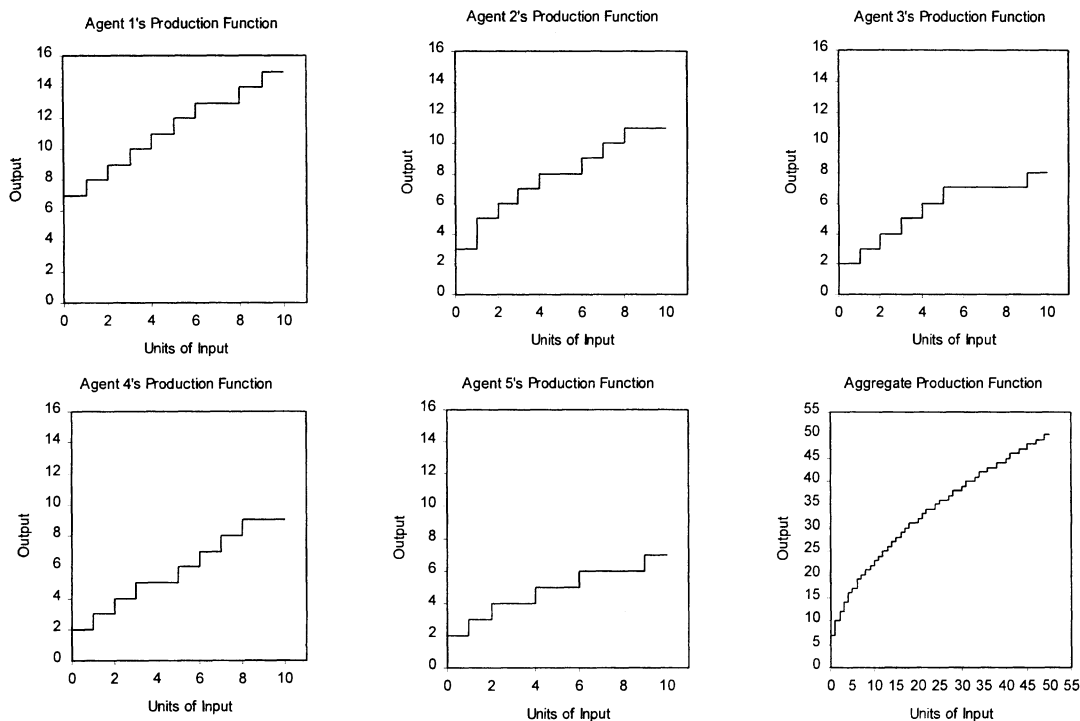 Agent 1's Production Function
16
14
12
10
8
6
4
2
0
Output
0 2 4 6 8 10
Units of Input
Agent 2's Production Function
16
14
12
10
8
6
4
2
0
Output
0 2 4 6 8 10
Units of Input
Agent 3's Production Function
16
14
12
10
8
6
4
2
0
Output
0 2 4 6 8 10
Units of Input
Agent 4's Production Function
16
14
12
10
8
6
4
2
0
Output
0 2 4 6 8 10
Units of Input
Agent 5's Production Function
16
14
12
10
8
6
4
2
0
Output
0 2 4 6 8 10
Units of Input
Aggregate Production Function
55
50
45
40
35
30
25
20
15
10
5
0
Output
0 5 10 15 20 25 30 35 40 45 50 55
Units of Input